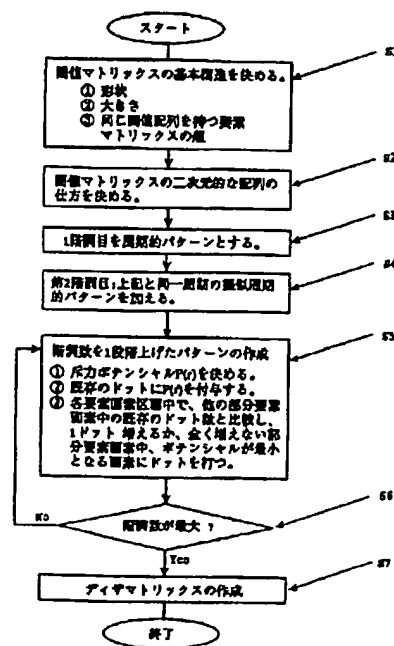 スタート
S1
閾値マトリックスの基本構造を決める。
① 形状
② 大きさ
③ 同じ閾値配列を持つ要素
マトリックスの組
S2
閾値マトリックスの二次元的な配列の
仕方を決める。
S3
1階調目を周期的パターンとする。
S4
第2階調目:上記と同一周期の擬似周期
的パターンを加える。
S5
階調数を1段階上げたパターンの作成
① 斥力ポテンシャルP(r)を決める。
② 既存のドットにP(r)を付与する。
③ 各要素画素区画中で、他の部分要素
画素中の既存のドット数と比較し、
1ドット 増えるか、全く増えない部
分要素画素中、ポテンシャルが最小
となる画素にドットを打つ。
No
階調数が最大 ?
S6
Yes
S7
ディザマトリックスの作成
終了